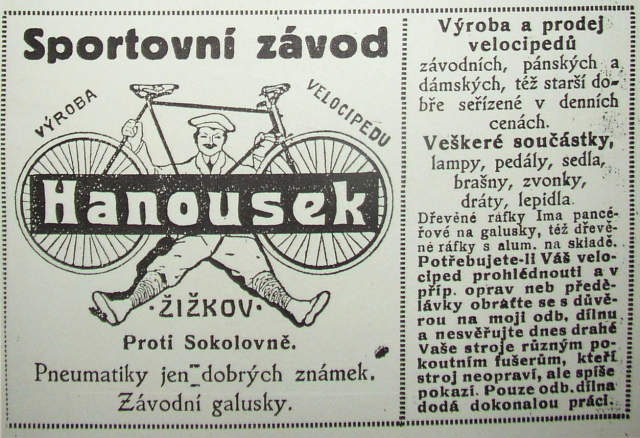 Sportovní závod
VÝROBA
VELOCIPEDU
Hanousek
·ŽIŽKOV·
Proti Sokolovně.
Pneumatiky jen dobrých známek.
Závodní galusky.
Výroba a prodej
velocipedů
závodních, pánských a
dámských, též starší do-
bře seřízené v denních
cenách.
Veškeré součástky,
lampy, pedály, sedla,
brašny, zvonky,
dráty, lepidla.
Dřevěné ráfky Ima pancé-
řové na galusky, též dřevě-
né ráfky s alum. na skladě.
Potřebujete-li Váš velo-
ciped prohlédnouti a v
příp. oprav neb předě-
lávky obraťte se s důvě-
rou na moji odb. dílnu
a nesvěřujte dnes drahé
Vaše stroje různým po-
koutním fušerům, kteří
stroj neopraví, ale spíše
pokazí. Pouze odb. dílna
dodá dokonalou práci.